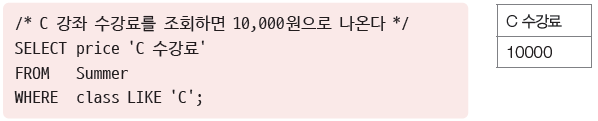 /* C 강좌 수강료를 조회하면 10,000원으로 나온다 */
SELECT price 'C 수강료'
FROM   Summer
WHERE  class LIKE 'C';
C 수강료
10000